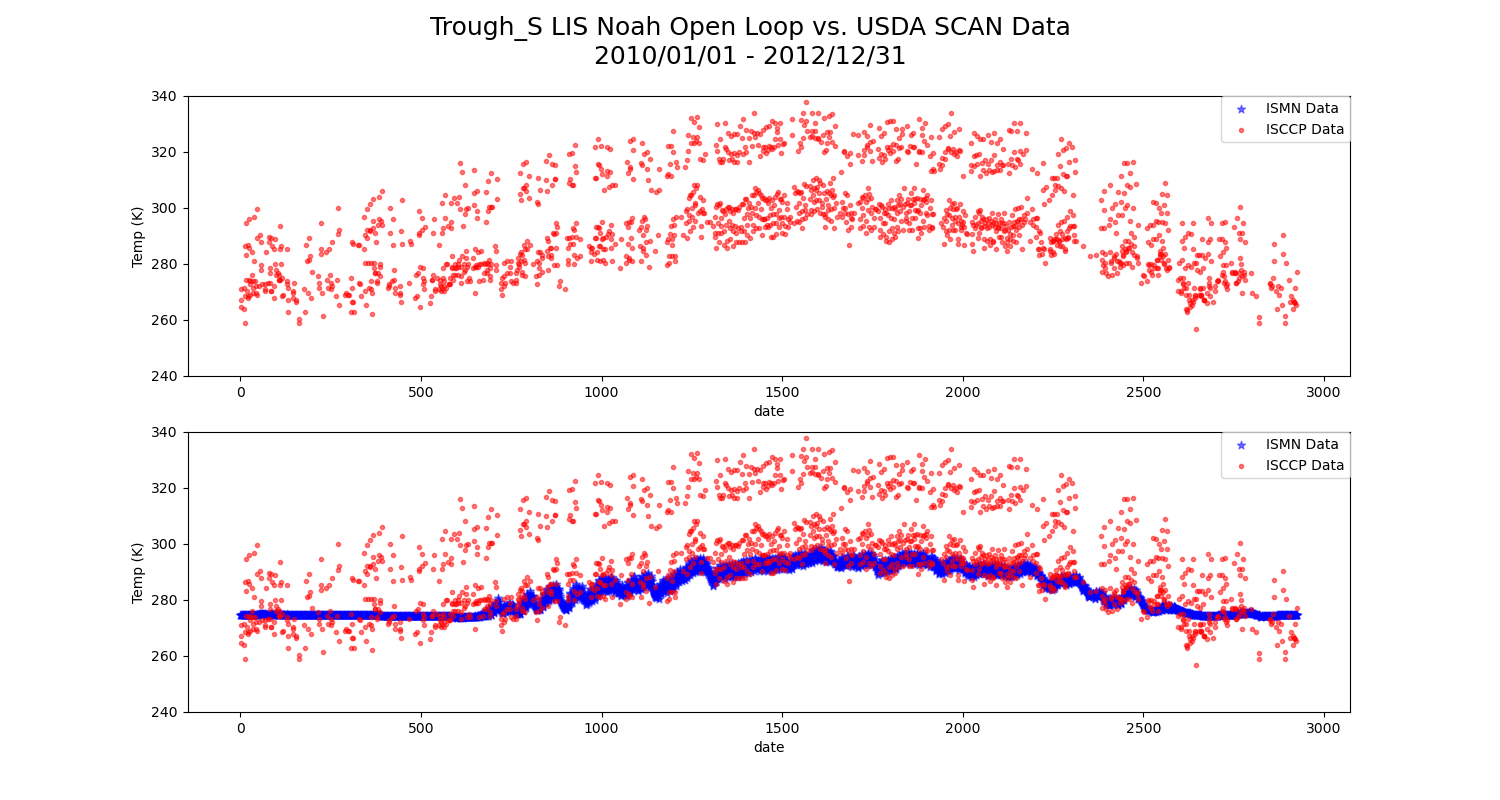 Trough_S LIS Noah Open Loop vs. USDA SCAN Data
2010/01/01 - 2012/12/31
340
320
300
280
260
240
Temp (K)
ISMN Data
ISCCP Data
0 500 1000 1500 2000 2500 3000
date
340
320
300
280
260
240
Temp (K)
ISMN Data
ISCCP Data
0 500 1000 1500 2000 2500 3000
date